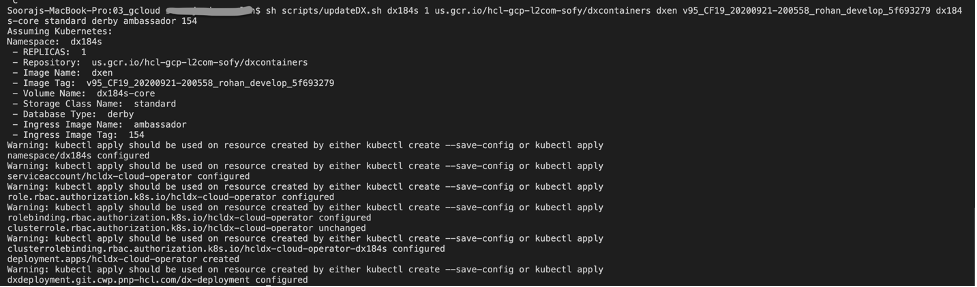 Soorajs-MacBook-Pro:03_gcloud $ sh scripts/updateDX.sh dx184s 1 us.gcr.io/hcl-gcp-l2com-sofy/dxcontainers dxen v95_CF19_20200921-200558_rohan_develop_5f693279 dx184
s-core standard derby ambassador 154
Assuming Kubernetes:
Namespace:  dx184s
 - REPLICAS:  1
 - Repository:  us.gcr.io/hcl-gcp-l2com-sofy/dxcontainers
 - Image Name:  dxen
 - Image Tag:  v95_CF19_20200921-200558_rohan_develop_5f693279
 - Volume Name:  dx184s-core
 - Storage Class Name:  standard
 - Database Type:  derby
 - Ingress Image Name:  ambassador
 - Ingress Image Tag:  154
Warning: kubectl apply should be used on resource created by either kubectl create --save-config or kubectl apply
namespace/dx184s configured
Warning: kubectl apply should be used on resource created by either kubectl create --save-config or kubectl apply
serviceaccount/hcldx-cloud-operator configured
Warning: kubectl apply should be used on resource created by either kubectl create --save-config or kubectl apply
role.rbac.authorization.k8s.io/hcldx-cloud-operator configured
Warning: kubectl apply should be used on resource created by either kubectl create --save-config or kubectl apply
rolebinding.rbac.authorization.k8s.io/hcldx-cloud-operator configured
clusterrole.rbac.authorization.k8s.io/hcldx-cloud-operator unchanged
Warning: kubectl apply should be used on resource created by either kubectl create --save-config or kubectl apply
clusterrolebinding.rbac.authorization.k8s.io/hcldx-cloud-operator-dx184s configured
deployment.apps/hcldx-cloud-operator created
Warning: kubectl apply should be used on resource created by either kubectl create --save-config or kubectl apply
dxdeployment.git.cwp.pnp-hcl.com/dx-deployment configured